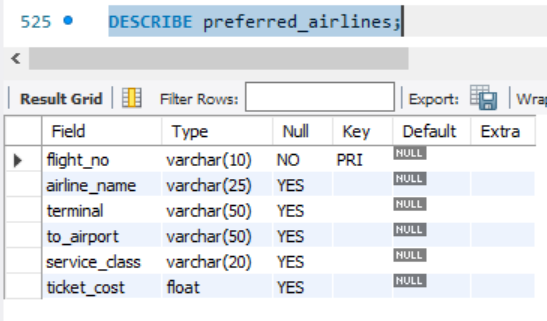 525 DESCRIBE preferred_airlines;
Result Grid Filter Rows: Export: Wrap
Field Type Null Key Default Extra
flight_no varchar(10) NO PRI NULL
airline_name varchar(25) YES NULL
terminal varchar(50) YES NULL
to_airport varchar(50) YES NULL
service_class varchar(20) YES NULL
ticket_cost float YES NULL